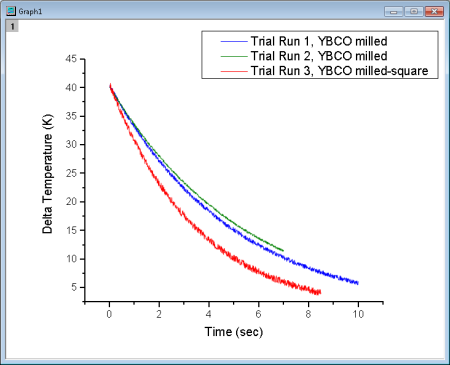 Graph1
1
Trial Run 1, YBCO milled
Trial Run 2, YBCO milled
Trial Run 3, YBCO milled-square
45
40
35
30
25
20
15
10
5
Delta Temperature (K)
0 2 4 6 8 10
Time (sec)